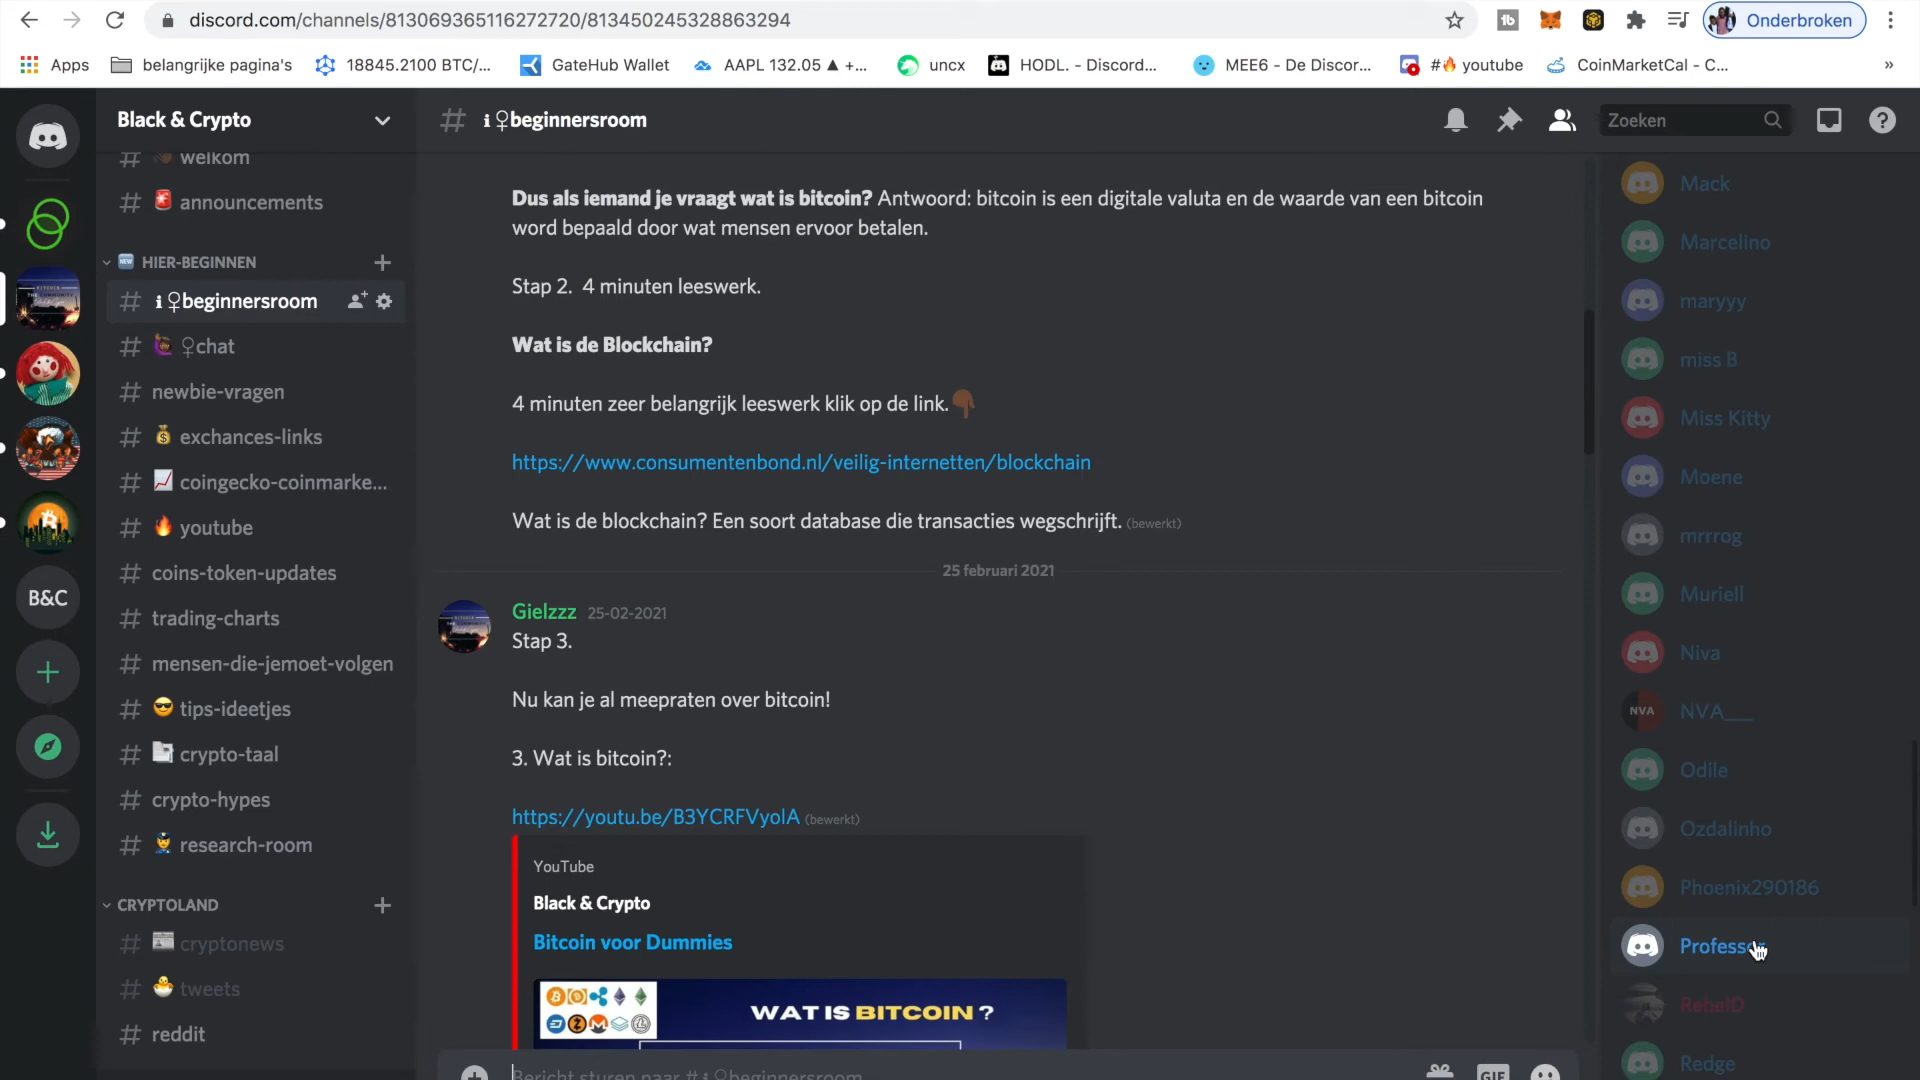 discord.com/channels/813069365116272720/813450245328863294
Onderbroken
Apps
belangrijke pagina's
18845.2100 BTC/...
GateHub Wallet
AAPL 132.05 ▲ +...
uncx
HODL. - Discord...
MEE6 - De Discor...
#🔥 youtube
CoinMarketCal - C...
»
Black & Crypto
# welkom
# 🚨 announcements
🆕 HIER-BEGINNEN
# ℹ♀beginnersroom
# ♀chat
# newbie-vragen
# 💰 exchances-links
# 📈 coingecko-coinmarke...
# 🔥 youtube
# coins-token-updates
# trading-charts
# mensen-die-jemoet-volgen
# 😎 tips-ideetjes
# 📑 crypto-taal
# crypto-hypes
# 👮 research-room
CRYPTOLAND
# 📰 cryptonews
# 🐣 tweets
# reddit
B&C
# ℹ♀beginnersroom
Zoeken
Dus als iemand je vraagt wat is bitcoin? Antwoord: bitcoin is een digitale valuta en de waarde van een bitcoin
word bepaald door wat mensen ervoor betalen.
Stap 2. 4 minuten leeswerk.
Wat is de Blockchain?
4 minuten zeer belangrijk leeswerk klik op de link.👇🏾
https://www.consumentenbond.nl/veilig-internetten/blockchain
Wat is de blockchain? Een soort database die transacties wegschrijft. (bewerkt)
25 februari 2021
Gielzzz 25-02-2021
Stap 3.
Nu kan je al meepraten over bitcoin!
3. Wat is bitcoin?:
https://youtu.be/B3YCRFVyolA (bewerkt)
YouTube
Black & Crypto
Bitcoin voor Dummies
WAT IS BITCOIN ?
Bericht sturen naar # ℹ♀beginnersroom
GIF
Mack
Marcelino
maryyy
miss B
Miss Kitty
Moene
mrrrog
Muriell
Niva
NVA
NVA___
Odile
Ozdalinho
Phoenix290186
Professor
RebelD
Redge